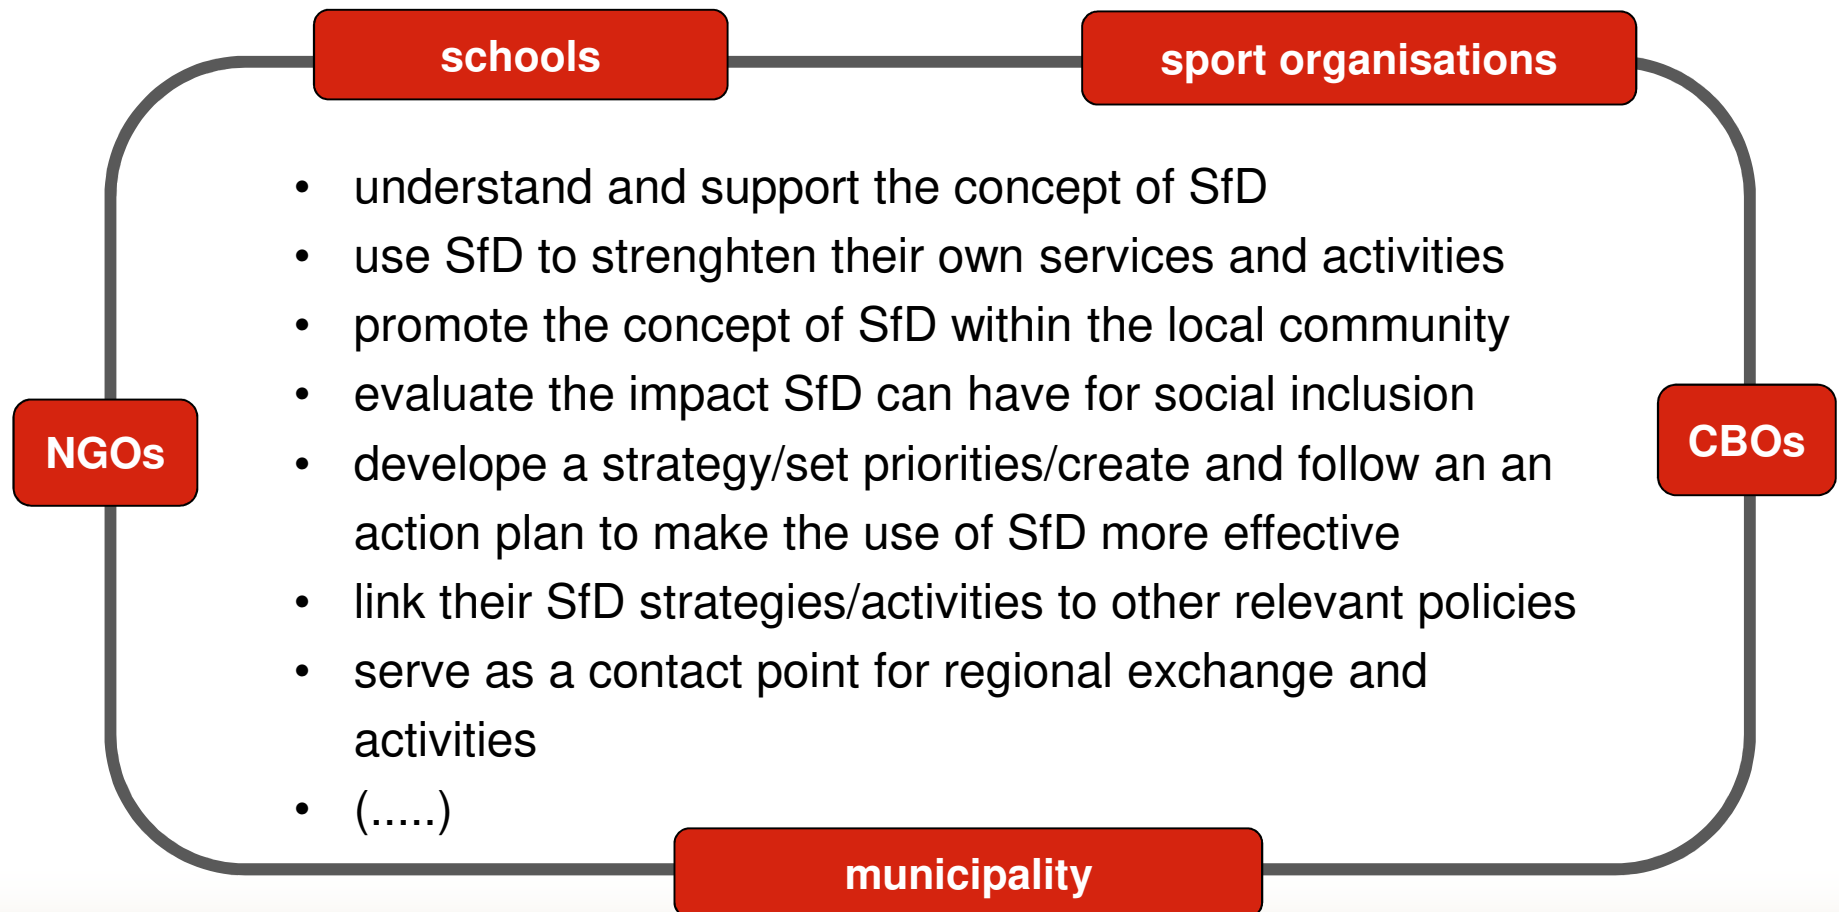 schools
sport organisations
• understand and support the concept of SfD
• use SfD to strenghten their own services and activities
• promote the concept of SfD within the local community
• evaluate the impact SfD can have for social inclusion
NGOs
CBOs
• develope a strategy/set priorities/create and follow an an
action plan to make the use of SfD more effective
• link their SfD strategies/activities to other relevant policies
• serve as a contact point for regional exchange and
activities
• (.....)
municipality